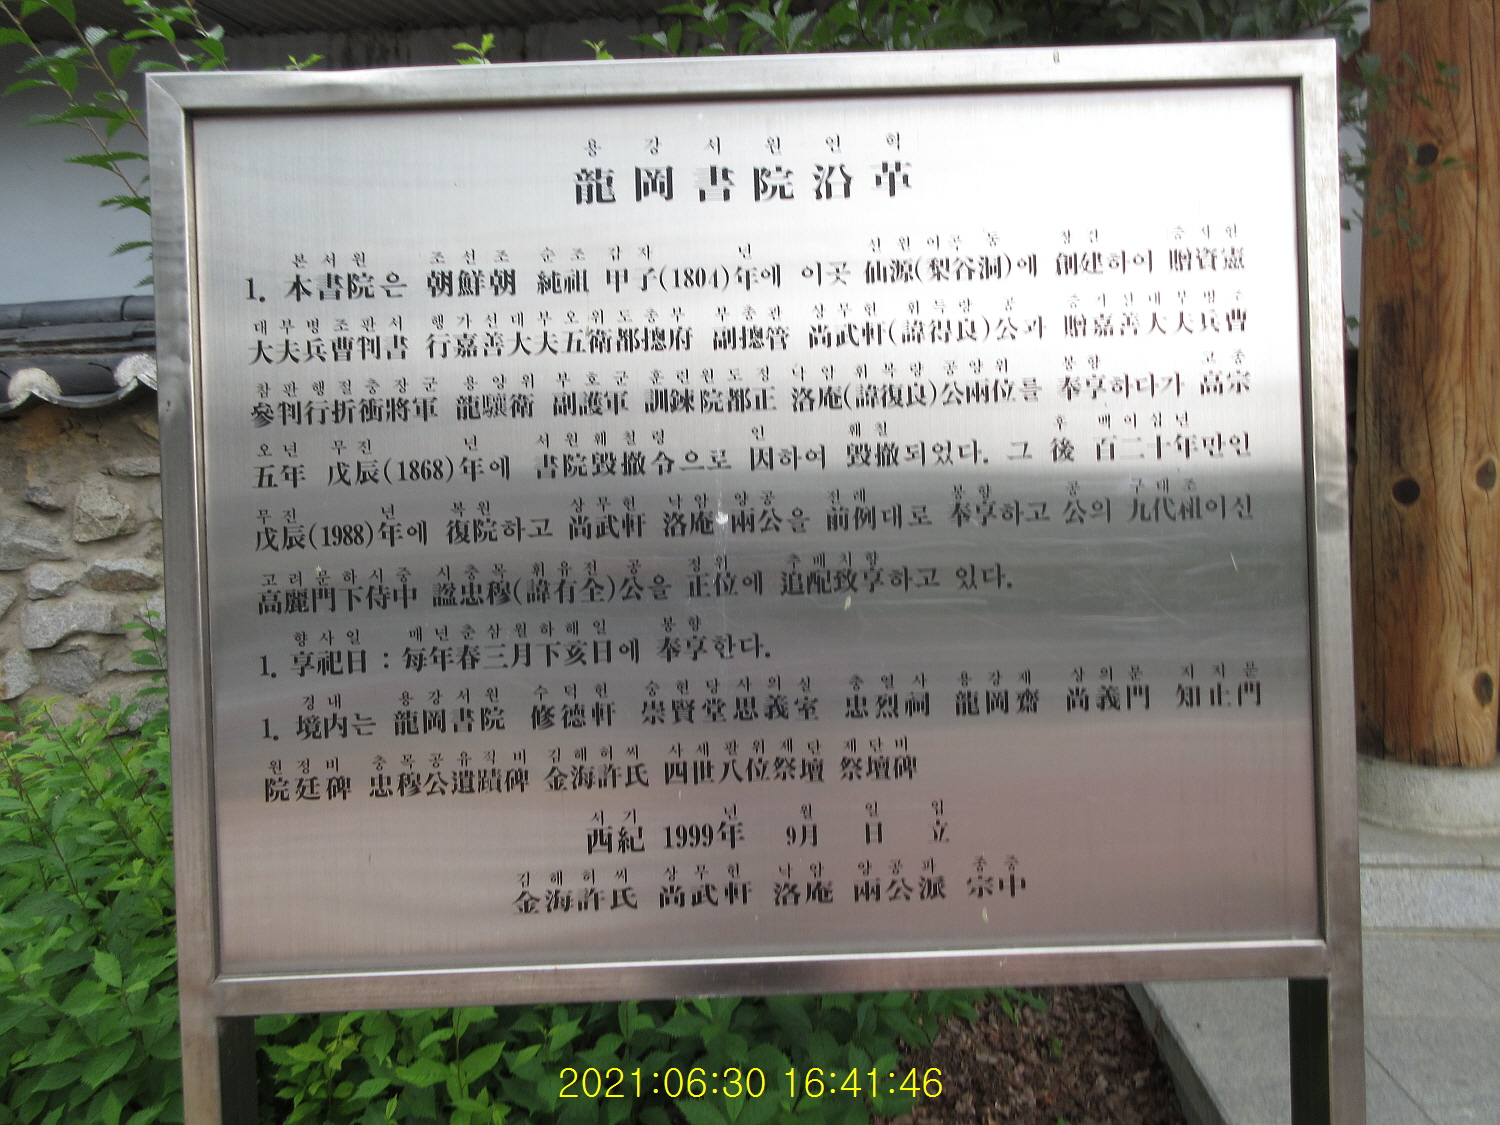 용강서원연혁
龍岡書院沿革
본서원 조선조 순조 갑자 년 선원이곡동 창건 증자헌
1. 本書院은 朝鮮朝 純祖 甲子(1804)年에 이곳 仙源(梨谷洞)에 創建하여 贈資憲
대부병조판서 행가선대부오위도총부 부총관 상무헌 휘득량 공 증가선대부병조
大夫兵曹判書 行嘉善大夫五衛都摠府 副摠管 尚武軒(諱得良)公과 贈嘉善大夫兵曹
참판행절충장군 용양위 부호군 훈련원도정 낙암 휘복량 공양위 봉향 고종
參判行折衝將軍 龍驤衛 副護軍 訓鍊院都正 洛庵(諱復良)公兩位를 奉享하다가 高宗
오년 무진 년 서원훼철령 인 훼철 후 백이십년
五年 戊辰(1868)年에 書院毀撤令으로 因하여 毀撤되었다. 그 後 百二十年만인
무진 년 복원 상무헌 낙암 양공 전례 봉향 공 구대조
戊辰(1988)年에 復院하고 尚武軒 洛庵 兩公을 前例대로 奉享하고 公의 九代祖이신
고려문하시중 시충목 휘유전 공 정위 추배치향
高麗門下侍中 諡忠穆(諱有全)公을 正位에 追配致享하고 있다.
향사일 매년춘삼월하해일 봉향
1. 享祀日 : 每年春三月下亥日에 奉享한다.
경내 용강서원 수덕헌 숭현당사의실 충열사 용강재 상의문 지지문
1. 境內는 龍岡書院 修德軒 崇賢堂思義室 忠烈祠 龍岡齋 尚義門 知止門
원정비 충목공유적비 김해허씨 사세팔위제단 제단비
院廷碑 忠穆公遺蹟碑 金海許氏 四世八位祭壇 祭壇碑
서기 년 월 일 입
西紀 1999年 9月 日 立
김해허씨 상무헌 낙암 양공파 종중
金海許氏 尚武軒 洛庵 兩公派 宗中
2021:06:30 16:41:46